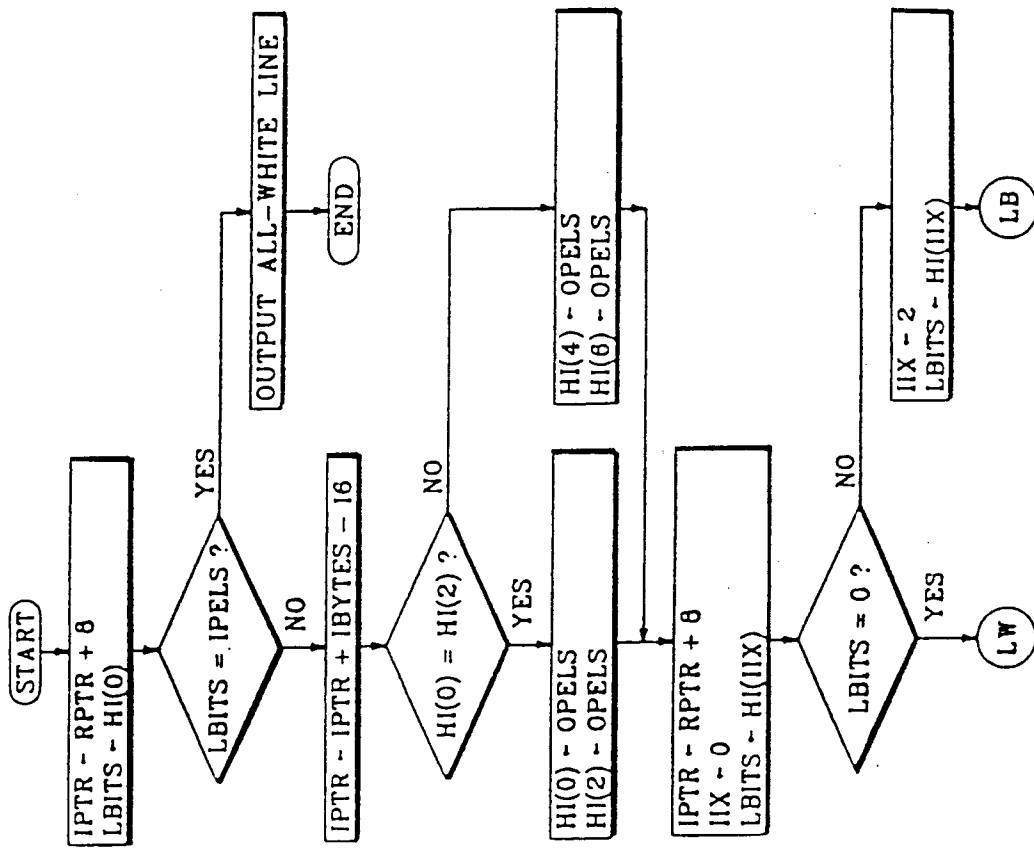 START
IPTR ← RPTR + 8
LBITS ← HI(0)
LBITS = IPELS ?
YES
OUTPUT ALL-WHITE LINE
END
NO
IPTR ← IPTR + IBYTES - 16
HI(0) = HI(2) ?
NO
YES
HI(0) ← OPELS
HI(2) ← OPELS
HI(4) ← OPELS
HI(6) ← OPELS
IPTR ← RPTR + 8
IIX ← 0
LBITS ← HI(IIX)
LBITS = 0 ?
NO
YES
IIX ← 2
LBITS ← HI(IIX)
LW
LB